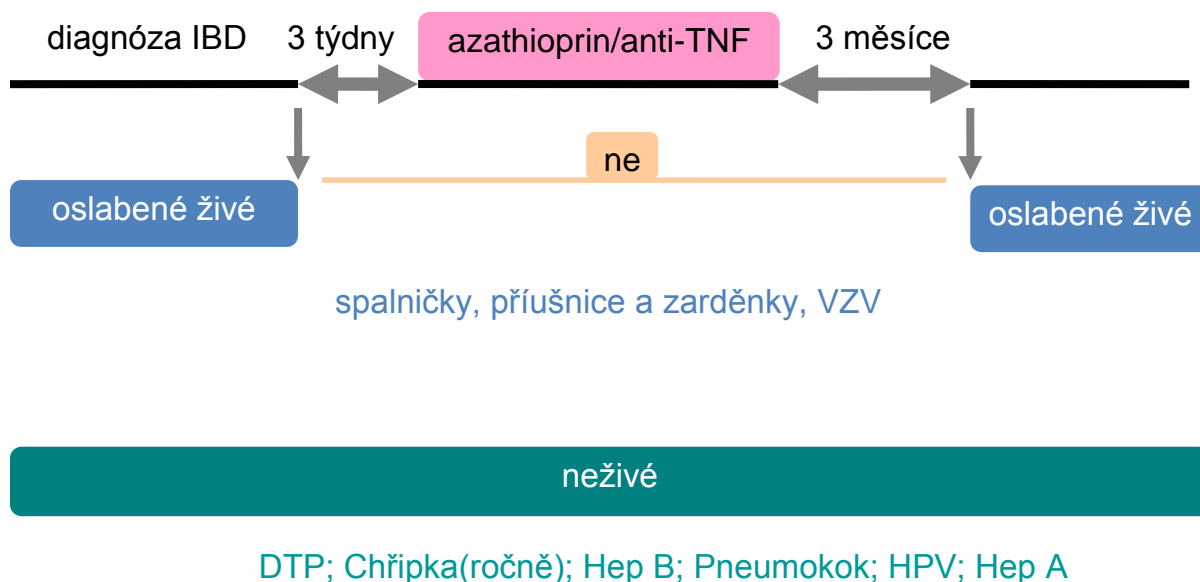 diagnóza IBD 3 týdny azathioprin/anti-TNF 3 měsíce
ne
oslabené živé oslabené živé
spalničky, příušnice a zarděnky, VZV
neživé
DTP; Chřipka(ročně); Hep B; Pneumokok; HPV; Hep A